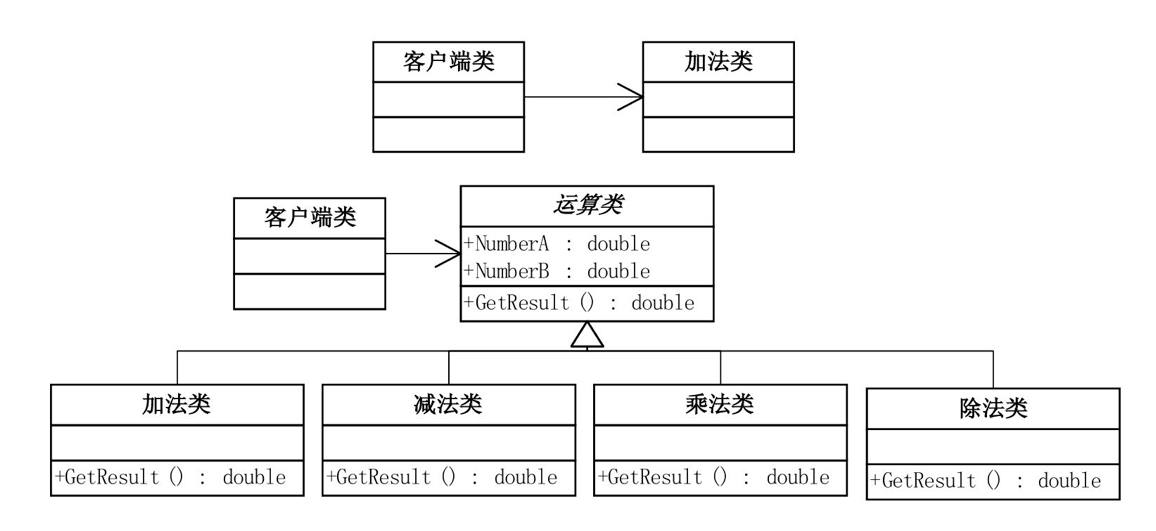 客户端类
加法类
客户端类
运算类
+NumberA : double
+NumberB : double
+GetResult() : double
加法类
减法类
乘法类
除法类
+GetResult() : double
+GetResult() : double
+GetResult() : double
+GetResult() : double